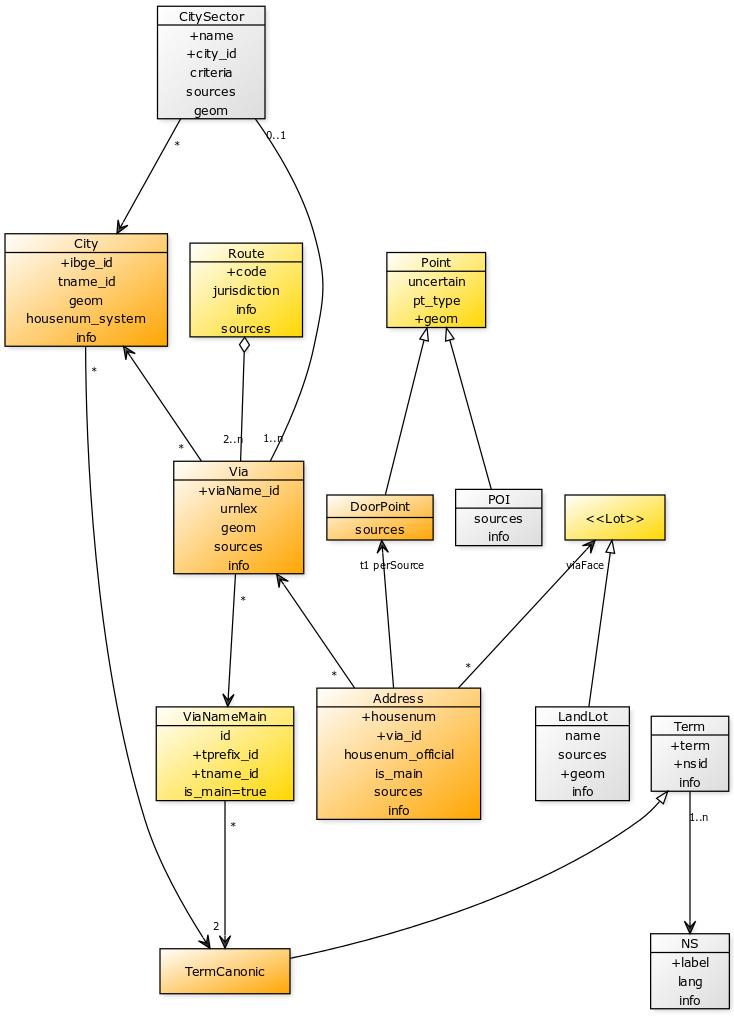 CitySector
+name
+city_id
criteria
sources
geom
0..1
*
City
+ibge_id
tname_id
geom
housenum_system
info
*
Route
+code
jurisdiction
info
sources
Point
uncertain
pt_type
+geom
*
2..n
1..n
Via
+viaName_id
urnlex
geom
sources
info
*
DoorPoint
sources
t1 perSource
POI
sources
info
<<Lot>>
viaFace
*
*
ViaNameMain
id
+tprefix_id
+tname_id
is_main=true
*
Address
+housenum
+via_id
housenum_official
is_main
sources
info
LandLot
name
sources
+geom
info
Term
+term
+nsid
info
1..n
2
TermCanonic
NS
+label
lang
info